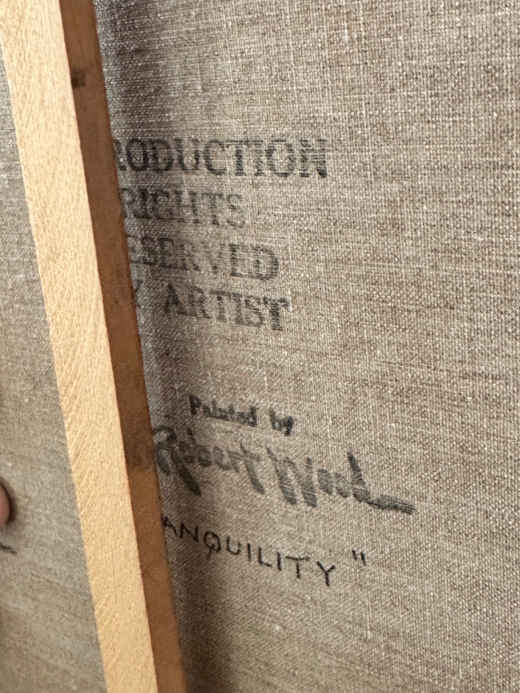 RODUCTION
RIGHTS
ESERVED
Y ARTIST
Painted by
Robert Wood
ANQUILITY"